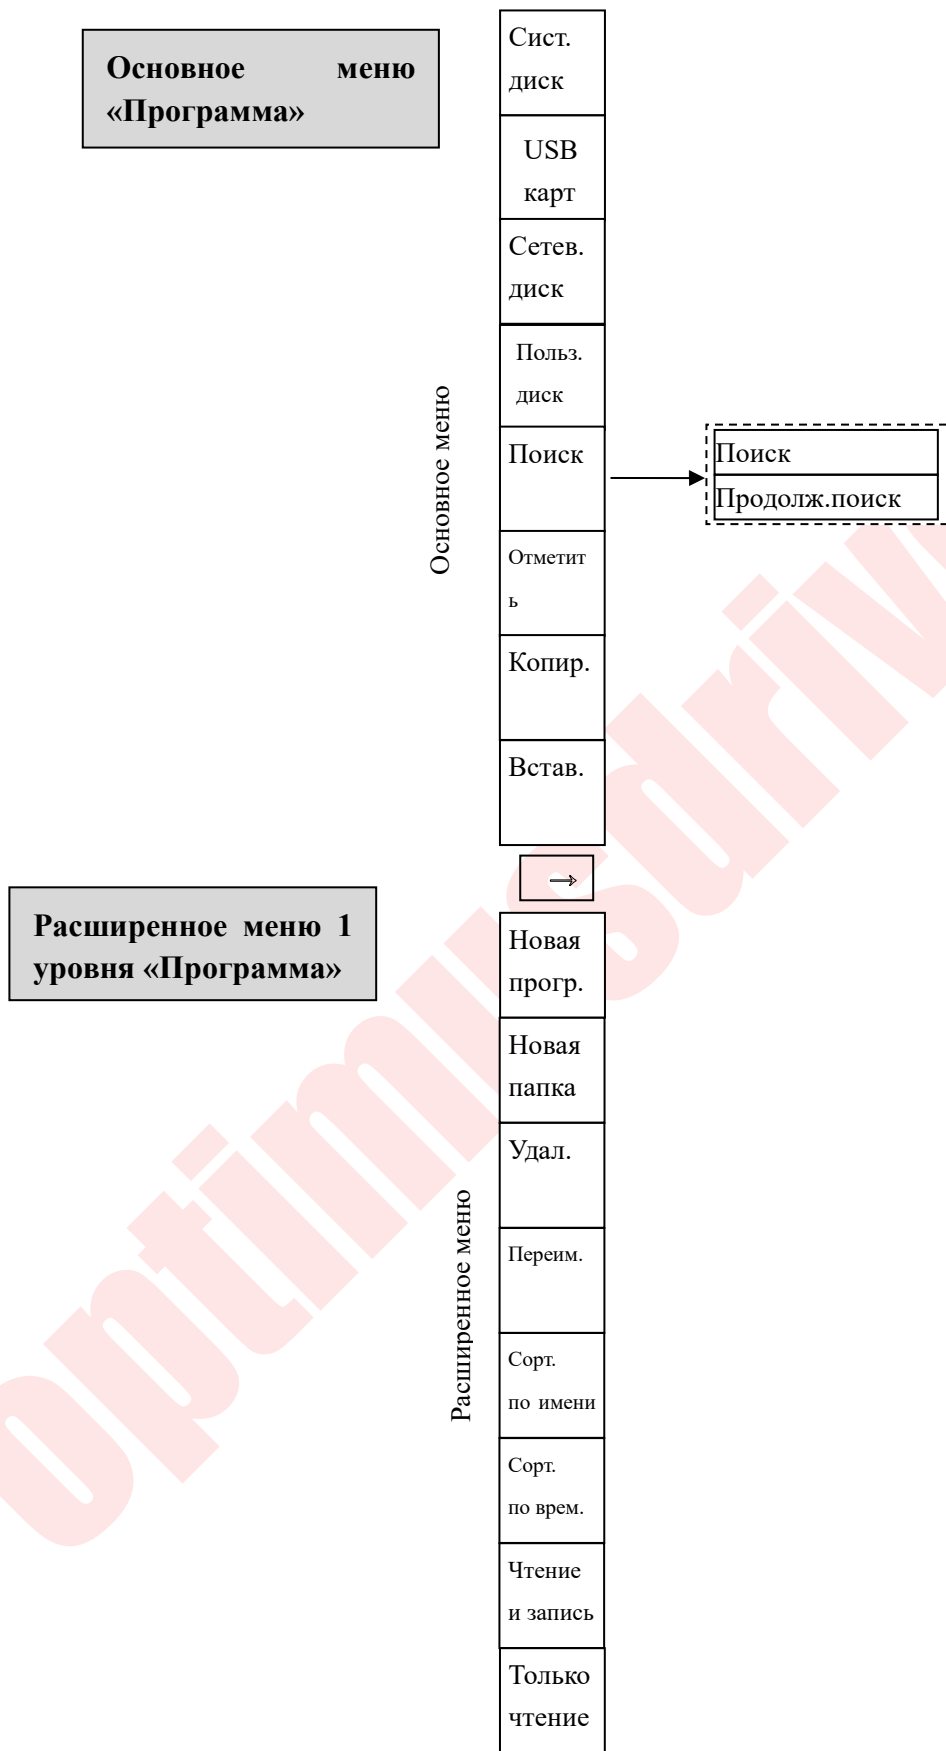 Основное меню
«Программа»
Сист.
диск
USB
карт
Сетев.
диск
Польз.
диск
Основное меню
Поиск
Поиск
Продолж.поиск
Отметит
ь
Копир.
Встав.
→
Расширенное меню 1
уровня «Программа»
Новая
прогр.
Новая
папка
Удал.
Расширенное меню
Переим.
Сорт.
по имени
Сорт.
по врем.
Чтение
и запись
Только
чтение
optimusdriv